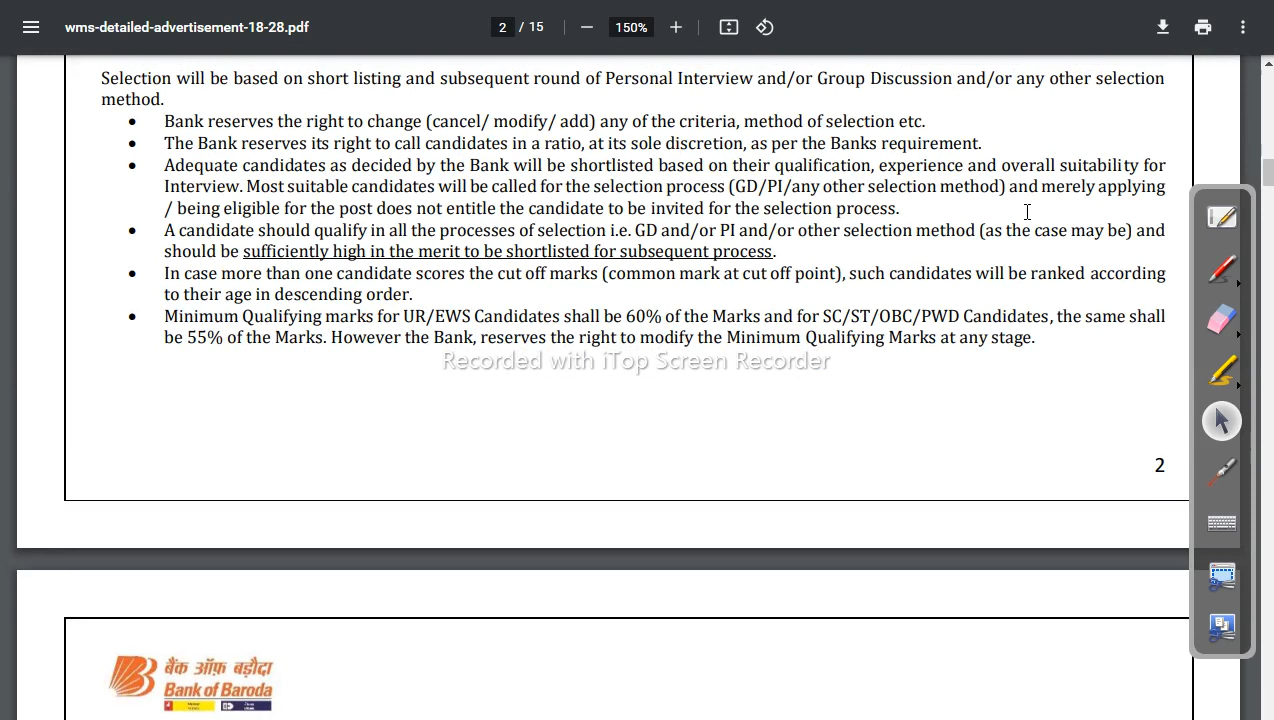 wms-detailed-advertisement-18-28.pdf
2 / 15
150%
Selection will be based on short listing and subsequent round of Personal Interview and/or Group Discussion and/or any other selection
method.
• Bank reserves the right to change (cancel/ modify/ add) any of the criteria, method of selection etc.
• The Bank reserves its right to call candidates in a ratio, at its sole discretion, as per the Banks requirement.
• Adequate candidates as decided by the Bank will be shortlisted based on their qualification, experience and overall suitability for
Interview. Most suitable candidates will be called for the selection process (GD/PI/any other selection method) and merely applying
/ being eligible for the post does not entitle the candidate to be invited for the selection process.
• A candidate should qualify in all the processes of selection i.e. GD and/or PI and/or other selection method (as the case may be) and
should be sufficiently high in the merit to be shortlisted for subsequent process.
• In case more than one candidate scores the cut off marks (common mark at cut off point), such candidates will be ranked according
to their age in descending order.
• Minimum Qualifying marks for UR/EWS Candidates shall be 60% of the Marks and for SC/ST/OBC/PWD Candidates, the same shall
be 55% of the Marks. However the Bank, reserves the right to modify the Minimum Qualifying Marks at any stage.
Recorded with iTop Screen Recorder
2
बैंक ऑफ़ बड़ौदा
Bank of Baroda